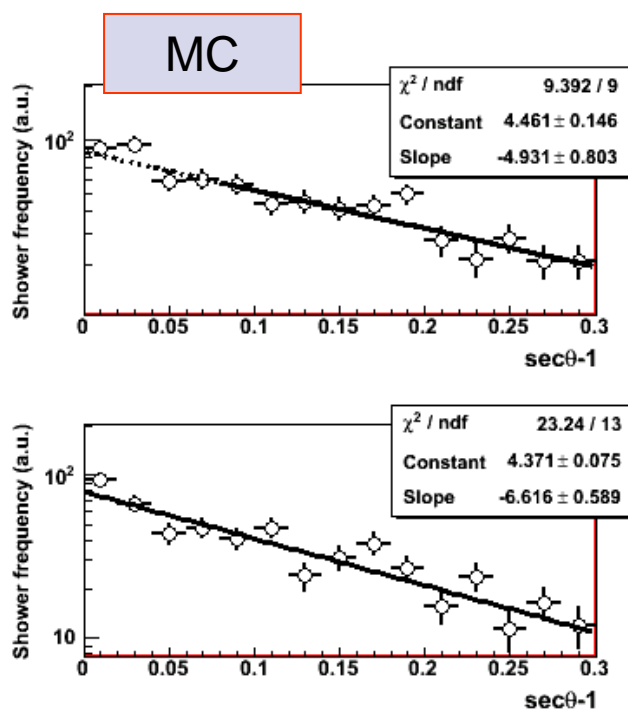 MC
χ² / ndf 9.392 / 9
Constant 4.461 ± 0.146
Slope -4.931 ± 0.803
Shower frequency (a.u.)
10²
0 0.05 0.1 0.15 0.2 0.25 0.3
secθ-1
χ² / ndf 23.24 / 13
Constant 4.371 ± 0.075
Slope -6.616 ± 0.589
Shower frequency (a.u.)
10²
10
0 0.05 0.1 0.15 0.2 0.25 0.3
secθ-1